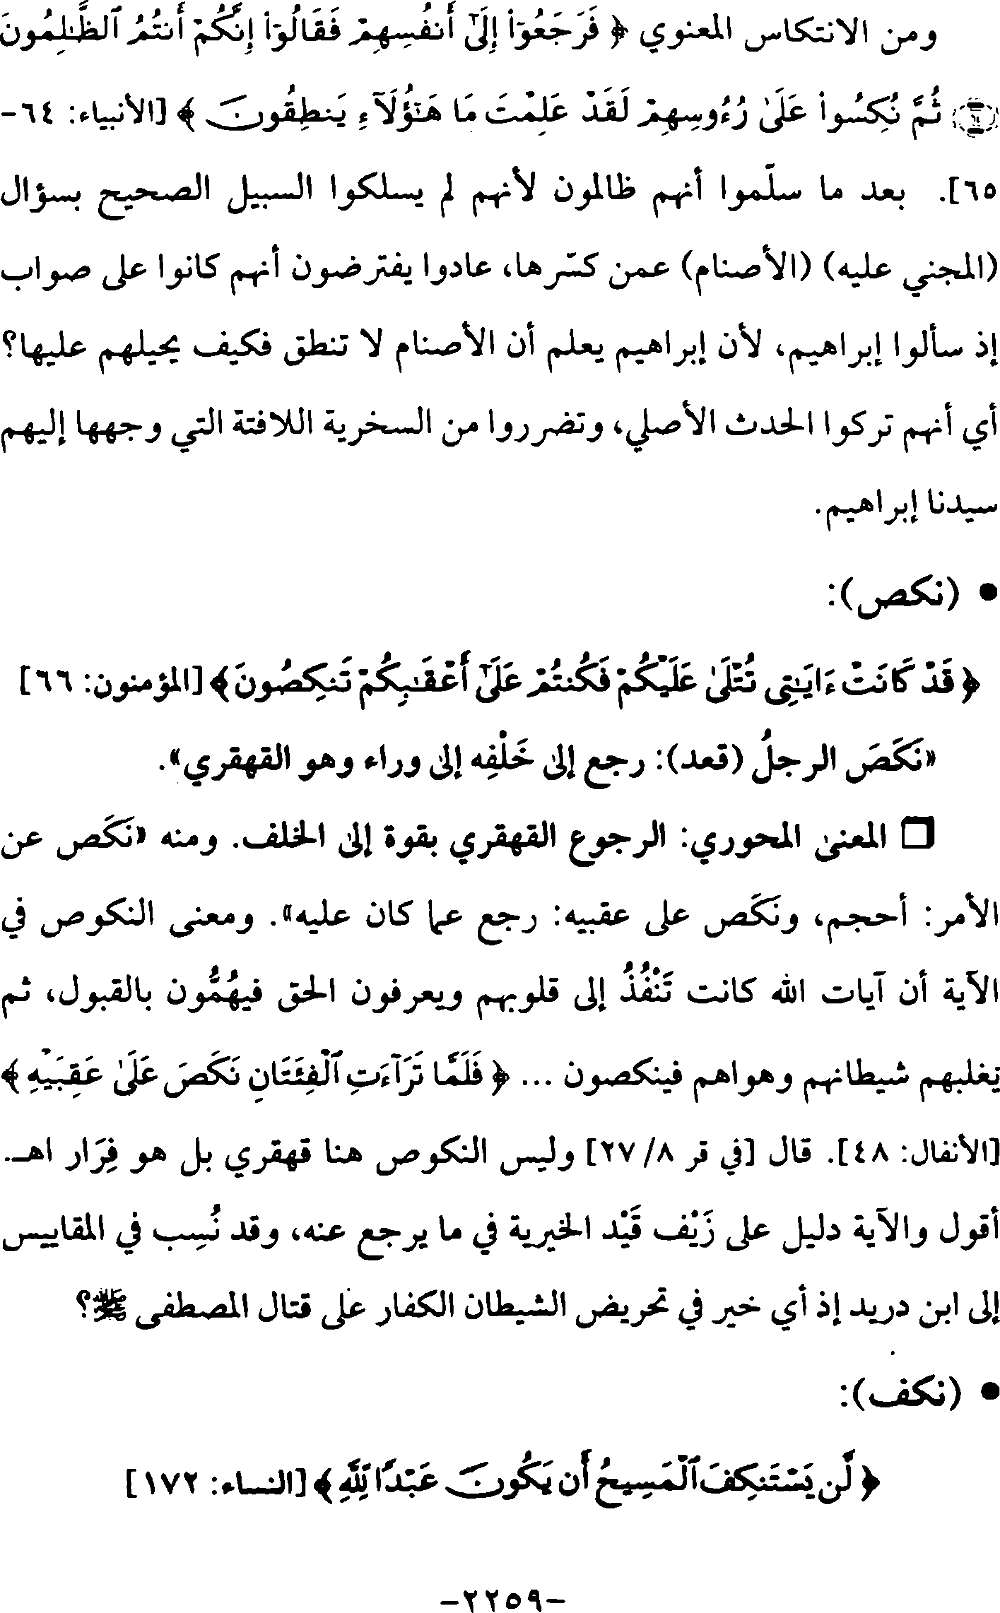 ومن الانتكاس المعنوي ﴿ فَرَجَعُوٓا۟ إِلَىٰٓ أَنفُسِهِمْ فَقَالُوٓا۟ إِنَّكُمْ أَنتُمُ ٱلظَّٰلِمُونَ
۝ ثُمَّ نُكِسُوا۟ عَلَىٰ رُءُوسِهِمْ لَقَدْ عَلِمْتَ مَا هَٰٓؤُلَآءِ يَنطِقُونَ ﴾ [الأنبياء: ٦٤-
٦٥]. بعد ما سلّموا أنهم ظالمون لأنهم لم يسلكوا السبيل الصحيح بسؤال
(المجني عليه) (الأصنام) عمن كسّرها، عادوا يفترضون أنهم كانوا على صواب
إذ سألوا إبراهيم، لأن إبراهيم يعلم أن الأصنام لا تنطق فكيف يحيلهم عليها؟
أي أنهم تركوا الحدث الأصلي، وتضرروا من السخرية اللافتة التي وجهها إليهم
سيدنا إبراهيم.
• (نكص):
﴿ قَدْ كَانَتْ ءَايَٰتِى تُتْلَىٰ عَلَيْكُمْ فَكُنتُمْ عَلَىٰٓ أَعْقَٰبِكُمْ تَنكِصُونَ﴾ [المؤمنون: ٦٦]
«نَكَصَ الرجلُ (قعد): رجع إلى خَلْفِه إلى وراء وهو القهقري».
❒ المعنى المحوري: الرجوع القهقري بقوة إلى الخلف. ومنه «نَكَص عن
الأمر: أحجم، ونَكَص على عقبيه: رجع عما كان عليه». ومعنى النكوص في
الآية أن آيات الله كانت تَنْفُذُ إلى قلوبهم ويعرفون الحق فيهُمُّون بالقبول، ثم
يغلبهم شيطانهم وهواهم فينكصون ... ﴿ فَلَمَّا تَرَآءَتِ ٱلْفِئَتَانِ نَكَصَ عَلَىٰ عَقِبَيْهِ ﴾
[الأنفال: ٤٨]. قال [في قر ٨/ ٢٧] وليس النكوص هنا قهقري بل هو فِرَار اهـ.
أقول والآية دليل على زَيْف قَيْد الخيرية في ما يرجع عنه، وقد نُسِب في المقاييس
إلى ابن دريد إذ أي خير في تحريض الشيطان الكفار على قتال المصطفى ﷺ؟
• (نكف):
﴿ لَّن يَسْتَنكِفَ ٱلْمَسِيحُ أَن يَكُونَ عَبْدًا لِّلَّهِ ﴾ [النساء: ١٧٢]
-٢٢٥٩-